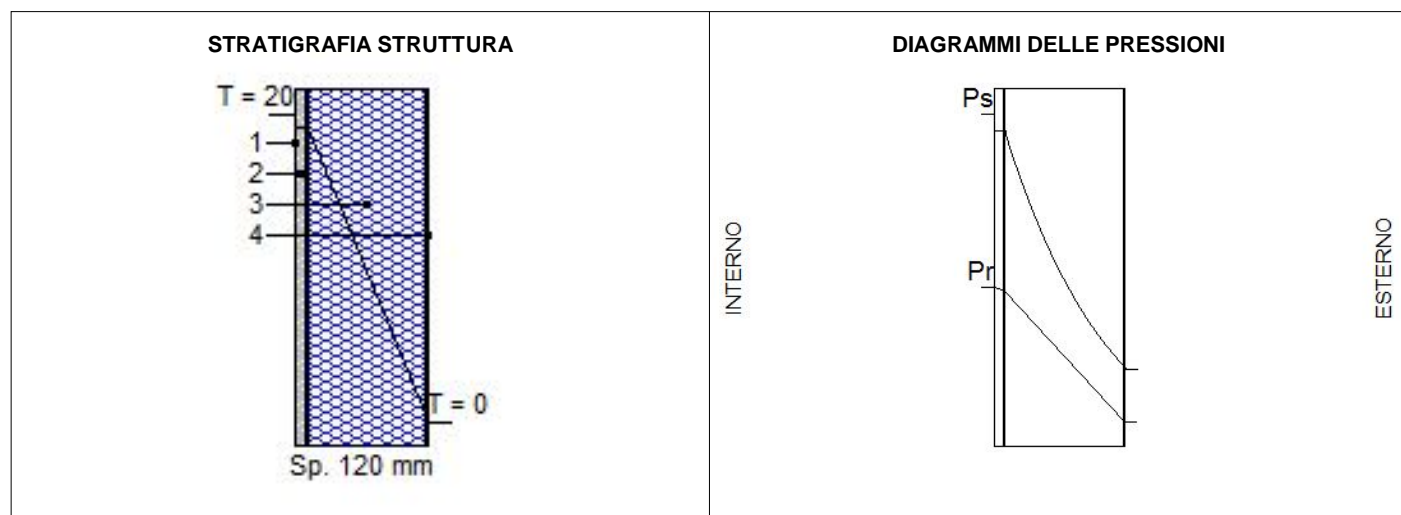 STRATIGRAFIA STRUTTURA
T = 20
1
2
3
4
T = 0
Sp. 120 mm
DIAGRAMMI DELLE PRESSIONI
Ps
Pr
INTERNO
ESTERNO